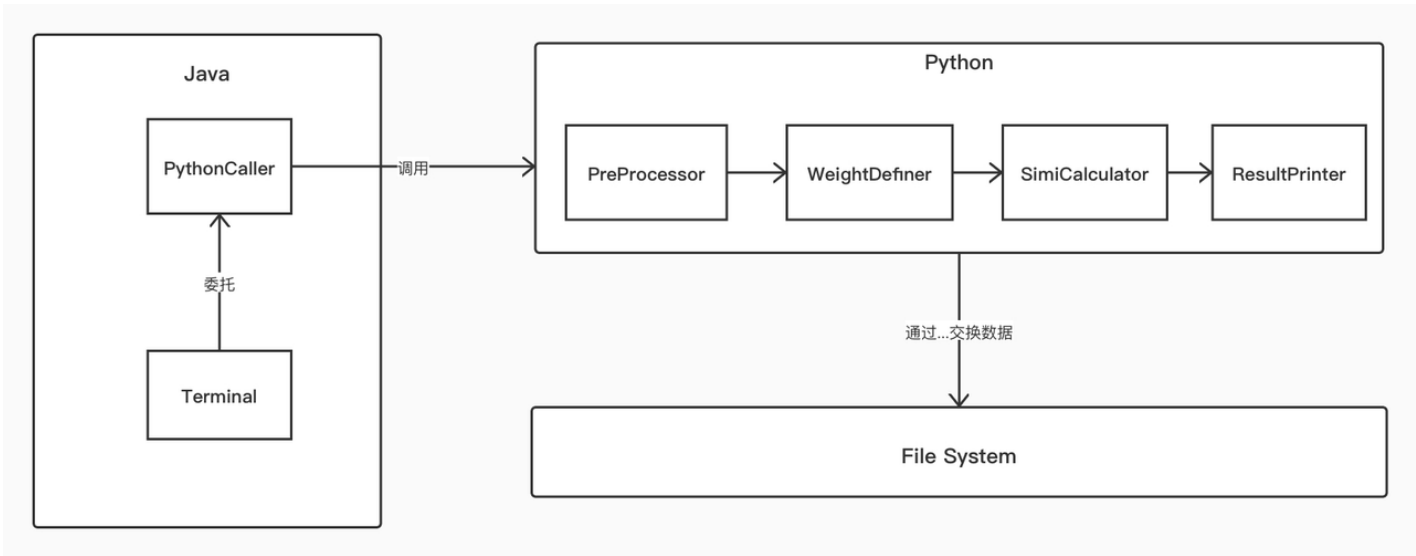 Java
PythonCaller
委托
Terminal
调用
Python
PreProcessor
WeightDefiner
SimiCalculator
ResultPrinter
通过...交换数据
File System